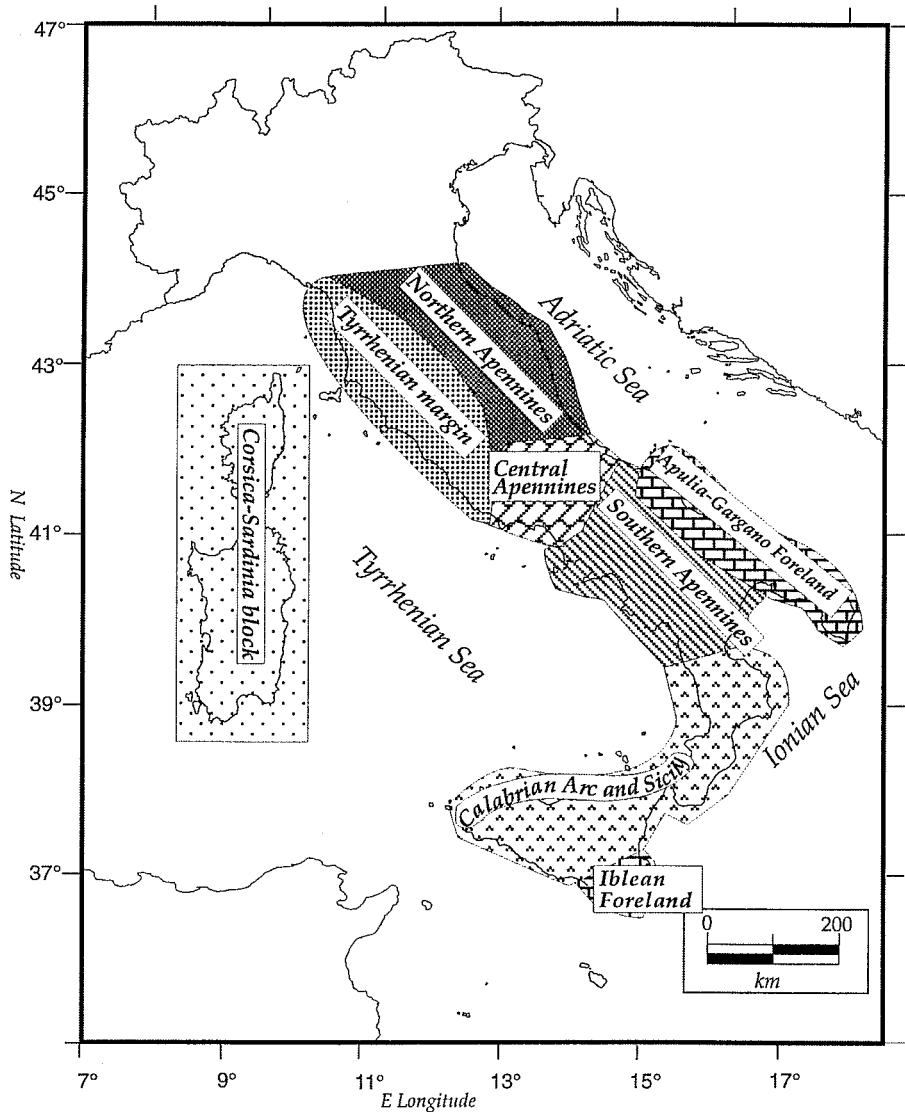 47°
45°
43°
41°
39°
37°
N Latitude
7°
9°
11°
13°
15°
17°
E Longitude
Adriatic Sea
Northern Apennines
Tyrrhenian margin
Corsica-Sardinia block
Central
Apennines
Apulia-Gargano Foreland
Southern Apennines
Tyrrhenian Sea
Ionian Sea
Calabrian Arc and Sicily
Iblean
Foreland
0 200
km